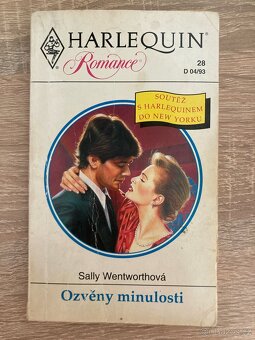 HARLEQUIN
Romance
28
D 04/93
SOUTĚŽ
S HARLEQUINEM
DO NEW YORKU
Sally Wentworthová
Ozvěny minulosti